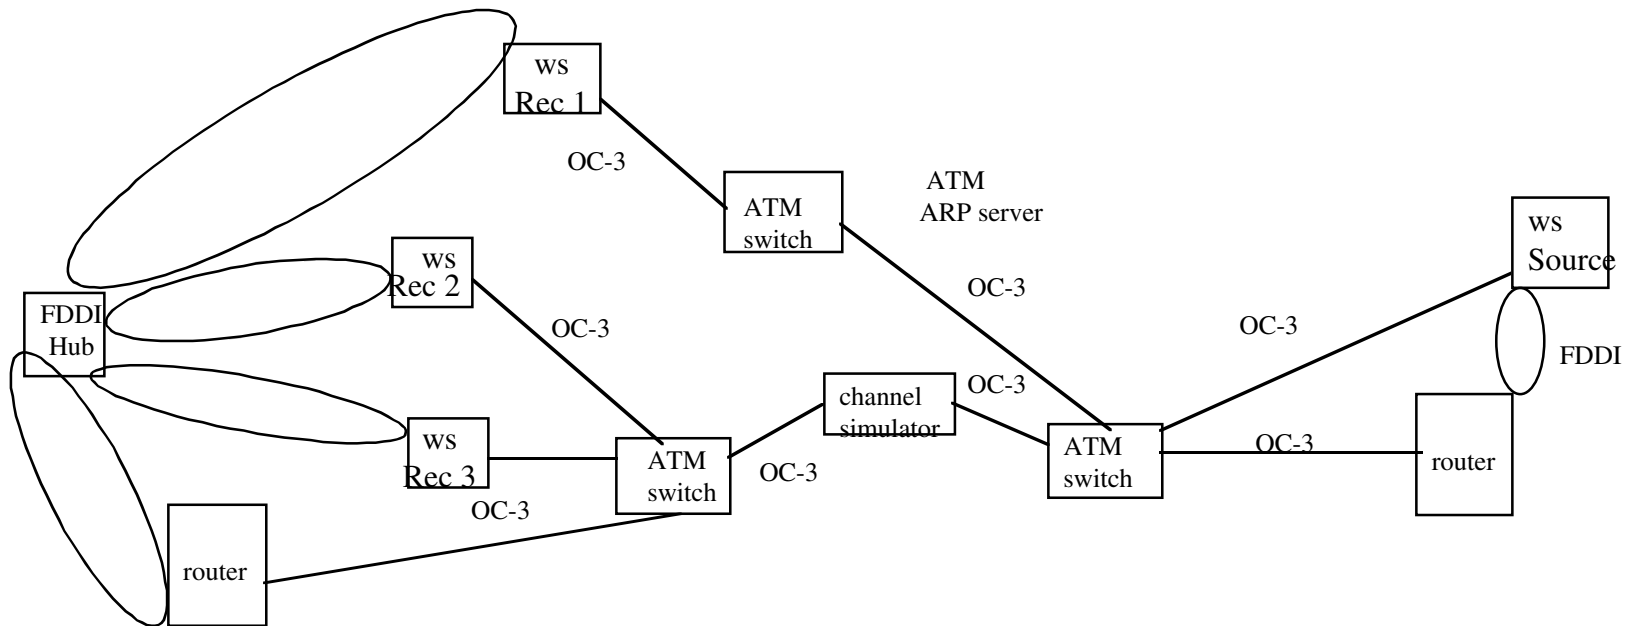 ws
Rec 1
OC-3
ATM
switch
ATM
ARP server
ws
Source
ws
Rec 2
OC-3
OC-3
OC-3
FDDI
Hub
FDDI
channel
simulator
OC-3
ws
Rec 3
OC-3
ATM
switch
OC-3
ATM
switch
OC-3
router
router